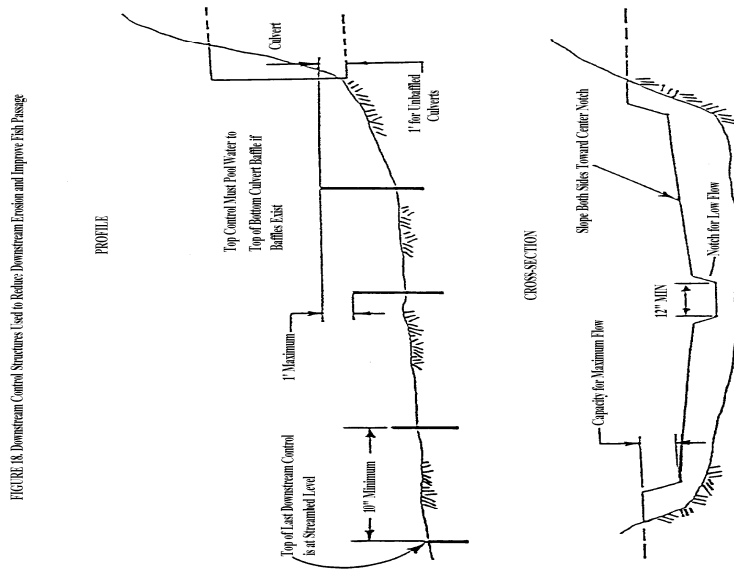 FIGURE 18. Downstream Control Structures Used to Reduce Downstream Erosion and Improve Fish Passage
PROFILE
Culvert
Top Control Must Pool Water to
Top of Bottom Culvert Baffle if
Baffles Exist
1' for Unbaffled
Culverts
1' Maximum
Top of Last Downstream Control
is at Streambed Level
10" Minimum
CROSS-SECTION
Slope Both Sides Toward Center Notch
Capacity for Maximum Flow
12" MIN
Notch for Low Flow